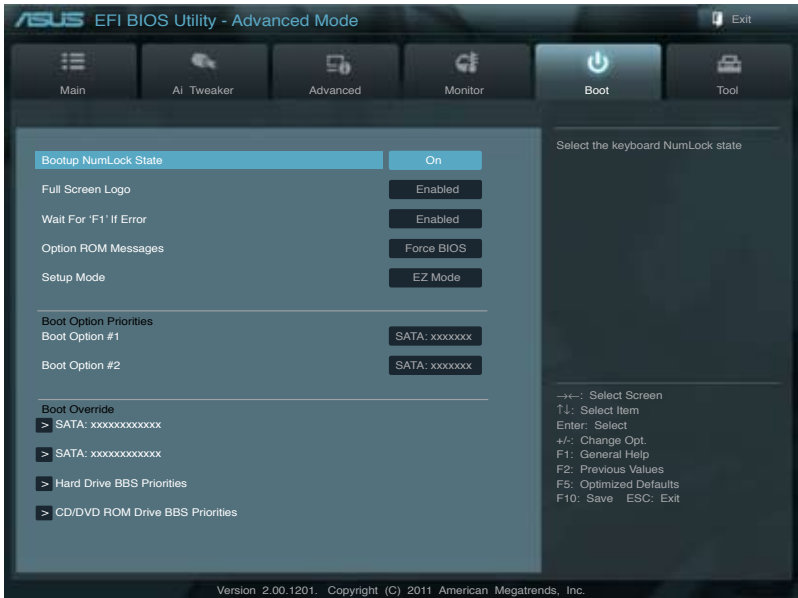 ASUS EFI BIOS Utility - Advanced Mode
Exit
Main
Ai Tweaker
Advanced
Monitor
Boot
Tool
Bootup NumLock State On
Full Screen Logo Enabled
Wait For ‘F1’ If Error Enabled
Option ROM Messages Force BIOS
Setup Mode EZ Mode
Boot Option Priorities
Boot Option #1 SATA: xxxxxxx
Boot Option #2 SATA: xxxxxxx
Boot Override
> SATA: xxxxxxxxxxxx
> SATA: xxxxxxxxxxxx
> Hard Drive BBS Priorities
> CD/DVD ROM Drive BBS Priorities
Select the keyboard NumLock state
→←: Select Screen
↑↓: Select Item
Enter: Select
+/-: Change Opt.
F1: General Help
F2: Previous Values
F5: Optimized Defaults
F10: Save ESC: Exit
Version 2.00.1201. Copyright (C) 2011 American Megatrends, Inc.